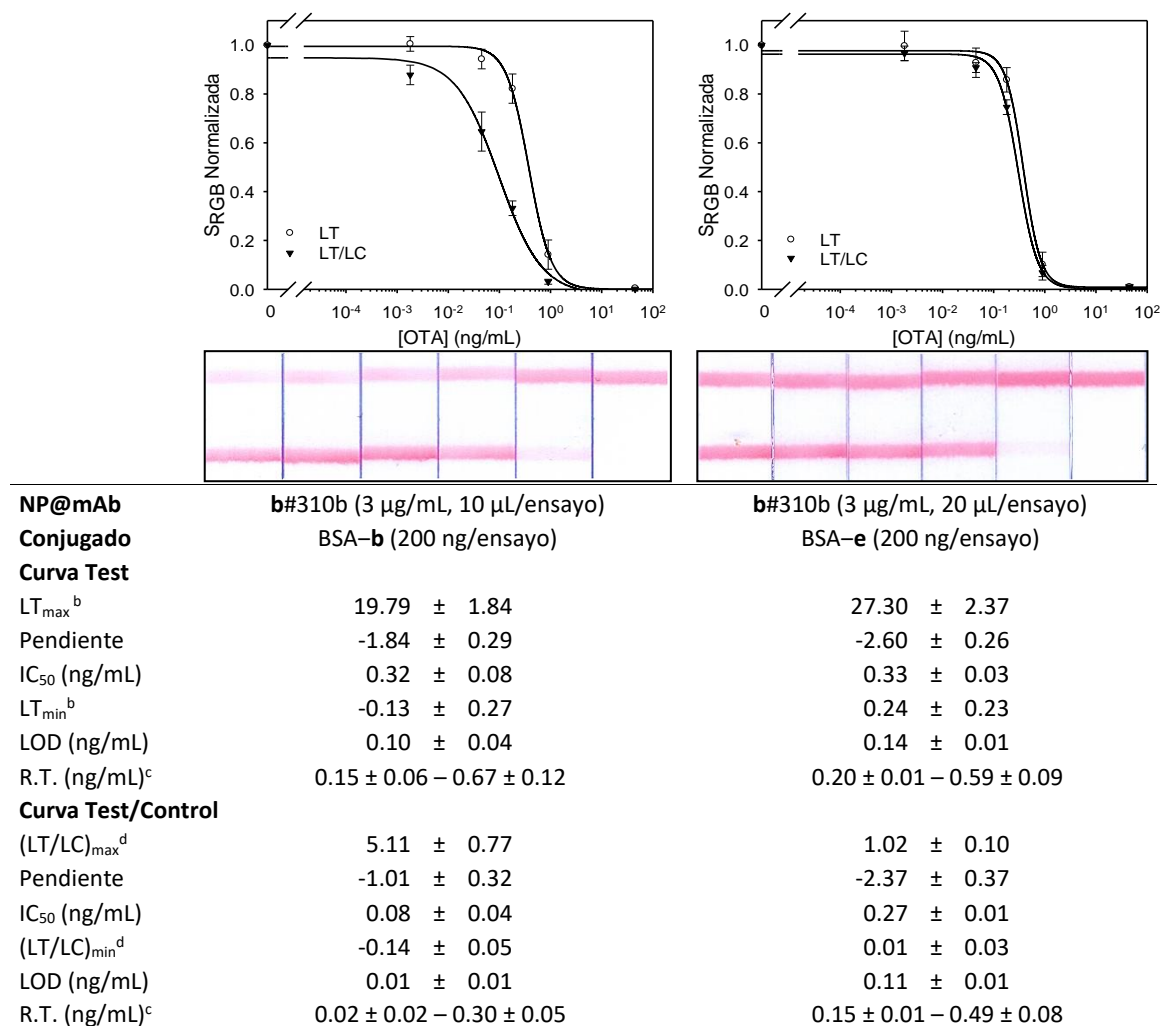 1.0
0.8
0.6
0.4
0.2
0.0
S_RGB Normalizada
○ LT
▼ LT/LC
0 10⁻⁴ 10⁻³ 10⁻² 10⁻¹ 10⁰ 10¹ 10²
[OTA] (ng/mL)
1.0
0.8
0.6
0.4
0.2
0.0
S_RGB Normalizada
○ LT
▼ LT/LC
0 10⁻⁴ 10⁻³ 10⁻² 10⁻¹ 10⁰ 10¹ 10²
[OTA] (ng/mL)
NP@mAb b#310b (3 µg/mL, 10 µL/ensayo) b#310b (3 µg/mL, 20 µL/ensayo)
Conjugado BSA–b (200 ng/ensayo) BSA–e (200 ng/ensayo)
Curva Test
LTmax ᵇ 19.79 ± 1.84 27.30 ± 2.37
Pendiente -1.84 ± 0.29 -2.60 ± 0.26
IC₅₀ (ng/mL) 0.32 ± 0.08 0.33 ± 0.03
LTminᵇ -0.13 ± 0.27 0.24 ± 0.23
LOD (ng/mL) 0.10 ± 0.04 0.14 ± 0.01
R.T. (ng/mL)ᶜ 0.15 ± 0.06 – 0.67 ± 0.12 0.20 ± 0.01 – 0.59 ± 0.09
Curva Test/Control
(LT/LC)maxᵈ 5.11 ± 0.77 1.02 ± 0.10
Pendiente -1.01 ± 0.32 -2.37 ± 0.37
IC₅₀ (ng/mL) 0.08 ± 0.04 0.27 ± 0.01
(LT/LC)minᵈ -0.14 ± 0.05 0.01 ± 0.03
LOD (ng/mL) 0.01 ± 0.01 0.11 ± 0.01
R.T. (ng/mL)ᶜ 0.02 ± 0.02 – 0.30 ± 0.05 0.15 ± 0.01 – 0.49 ± 0.08